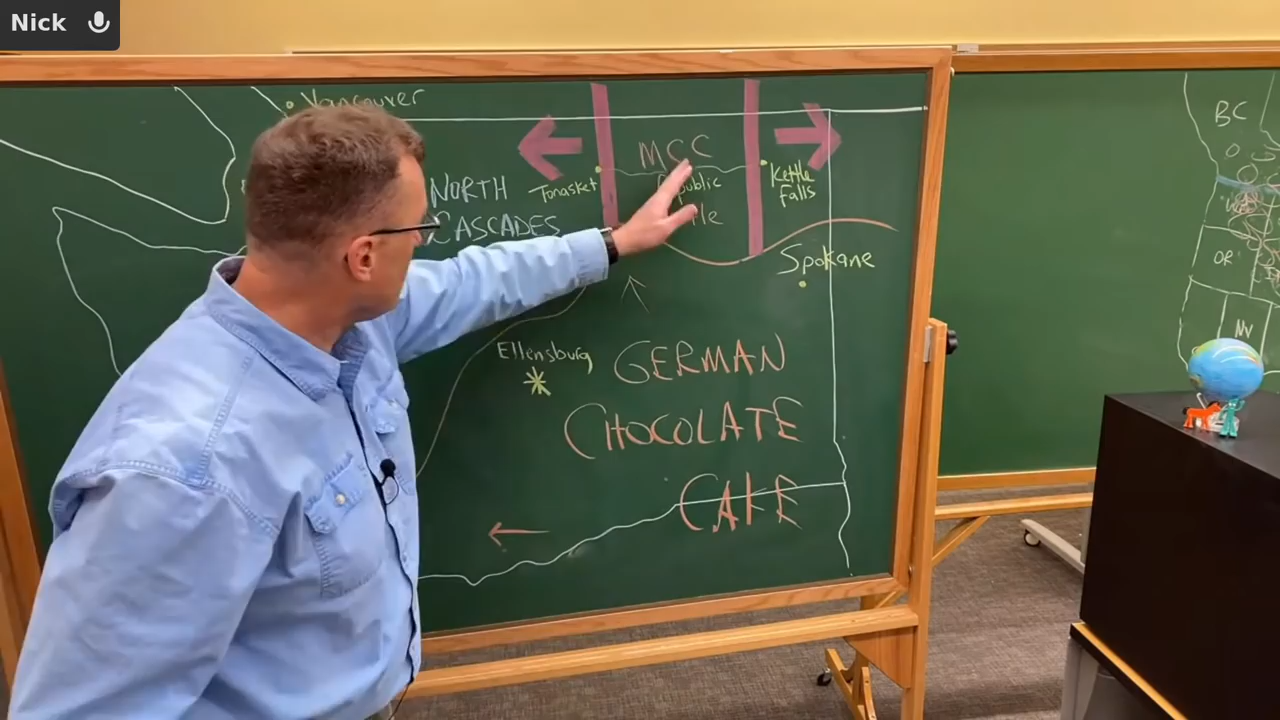 Nick
Vancouver
BC
MCC
NORTH
CASCADES
Tonasket
Kettle
Falls
Spokane
OR
NV
Ellensburg
GERMAN
CHOCOLATE
CAKE